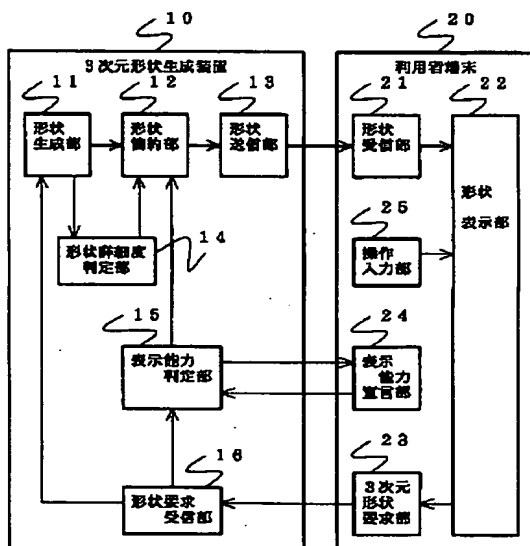 10
20
3次元形状生成装置
利用者端末
11
12
13
21
22
形状
生成部
形状
簡約部
形状
送信部
形状
受信部
形状
表示部
25
操作
入力部
14
形状詳細度
判定部
15
表示能力
判定部
24
表示
能力
宣言部
16
形状要求
受信部
23
3次元
形状
要求部